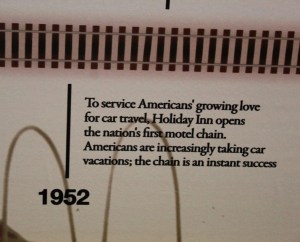 To service Americans' growing love
for car travel, Holiday Inn opens
the nation's first motel chain.
Americans are increasingly taking car
vacations; the chain is an instant success
1952